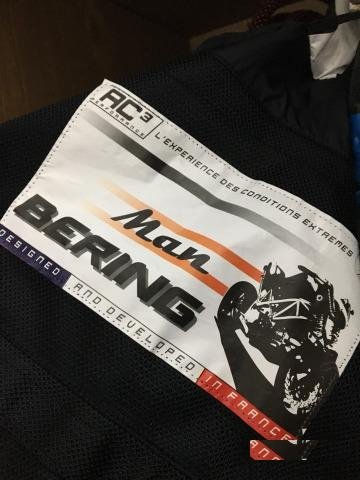 AC3
PERFORMANCE
L'EXPERIENCE DES CONDITIONS EXTREMES
Man
BERING
DESIGNED AND DEVELOPED IN FRANCE